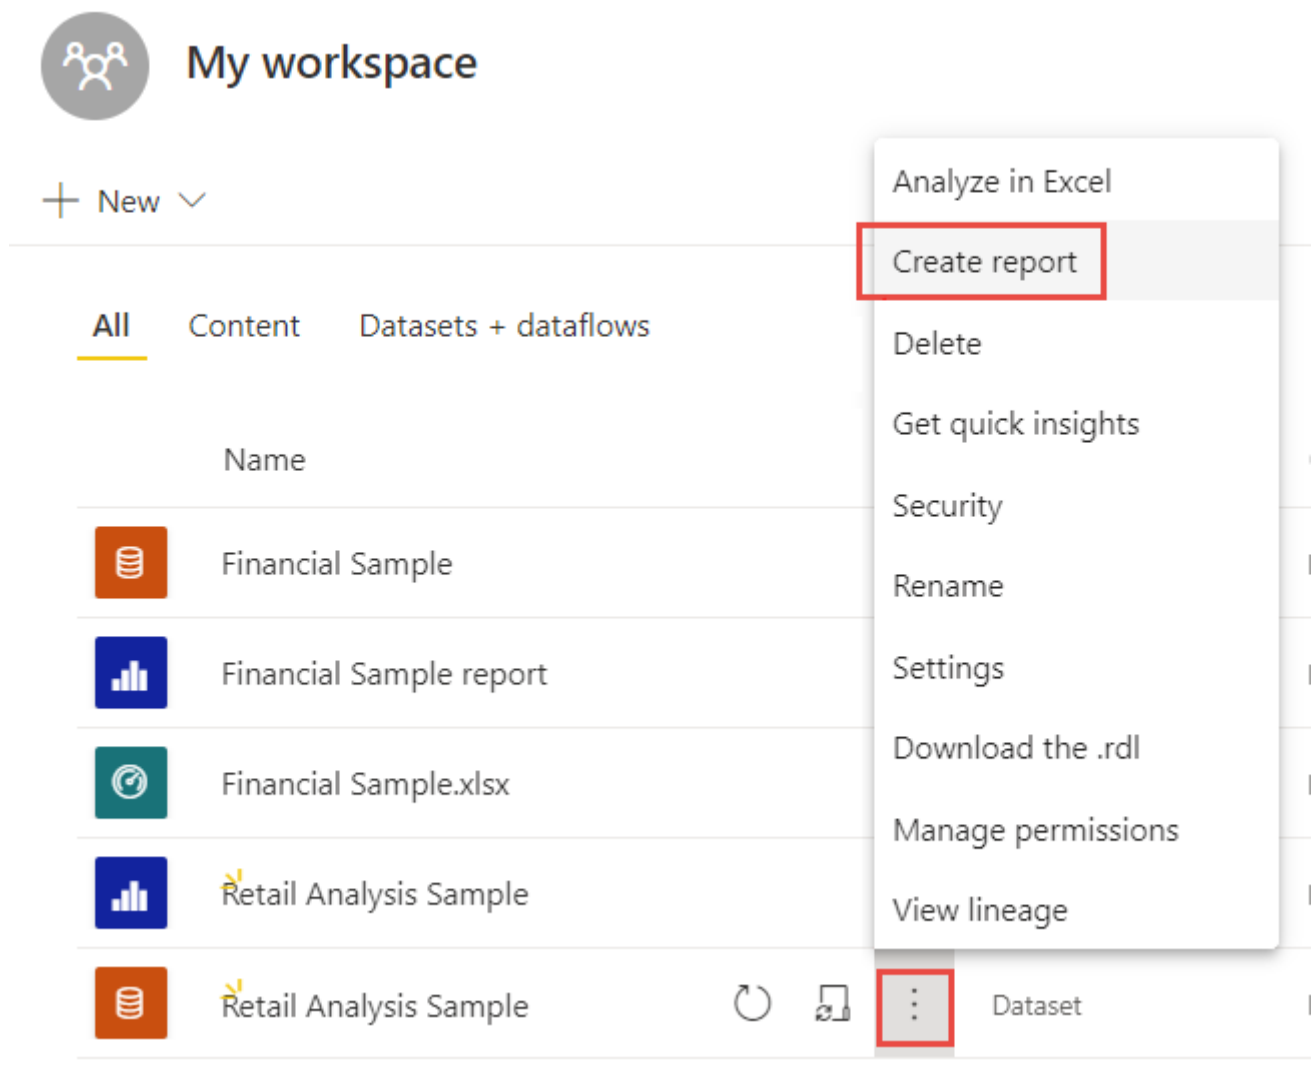 My workspace
New
All Content Datasets + dataflows
Name
Financial Sample
Financial Sample report
Financial Sample.xlsx
Retail Analysis Sample
Retail Analysis Sample
Dataset
Analyze in Excel
Create report
Delete
Get quick insights
Security
Rename
Settings
Download the .rdl
Manage permissions
View lineage